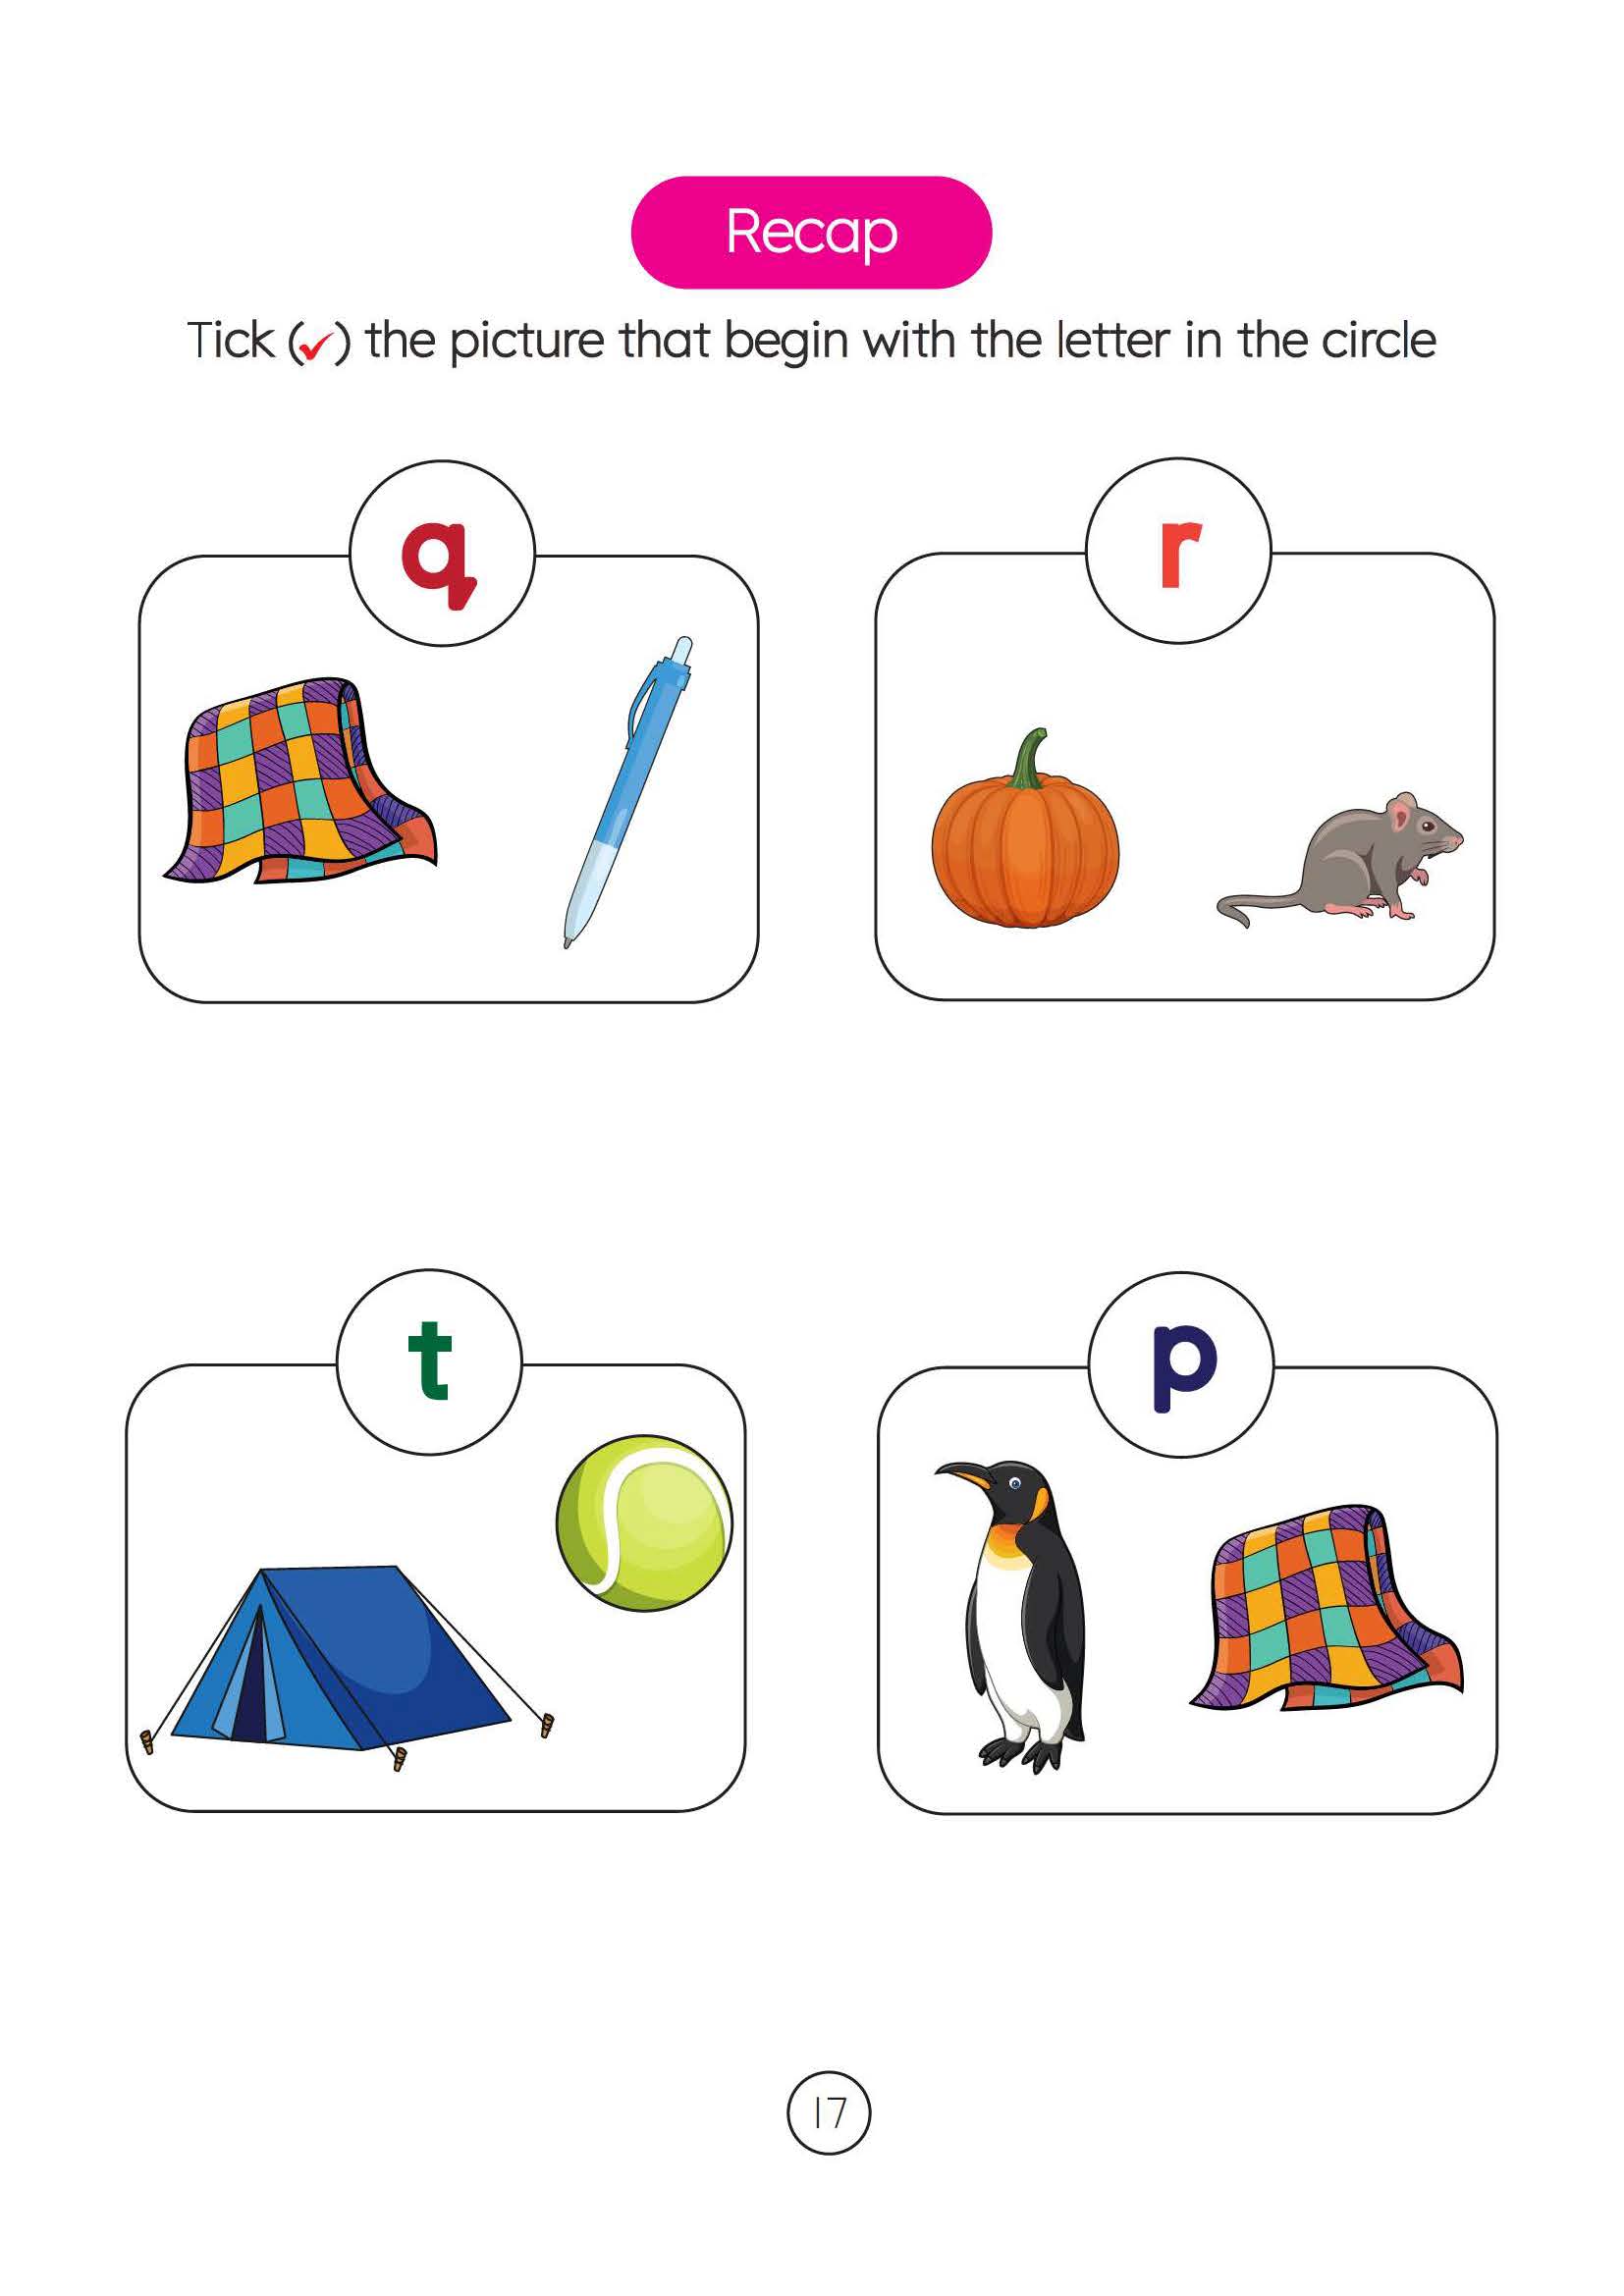 Recap
Tick (✓) the picture that begin with the letter in the circle
q
r
t
p
17